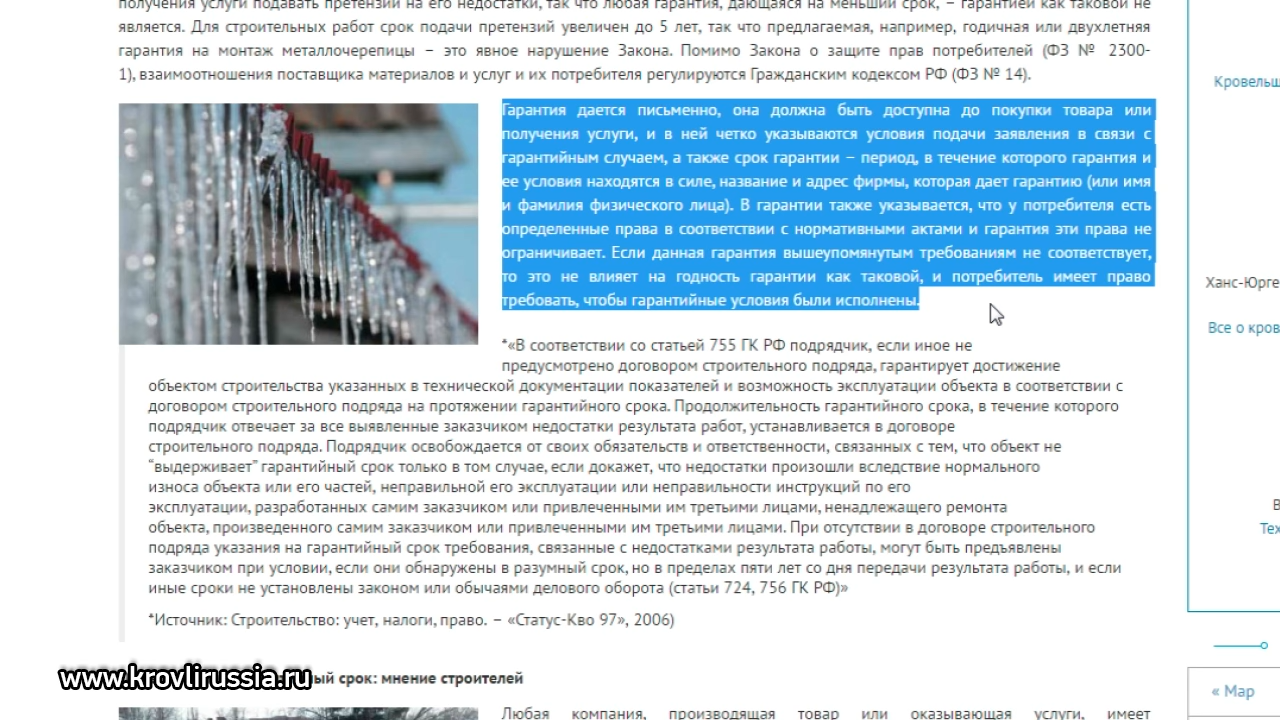 получения услуги подавать претензии на его недостатки, так что любая гарантия, дающаяся на меньший срок, – гарантией как таковой не
является. Для строительных работ срок подачи претензий увеличен до 5 лет, так что предлагаемая, например, годичная или двухлетняя
гарантия на монтаж металлочерепицы – это явное нарушение Закона. Помимо Закона о защите прав потребителей (ФЗ № 2300-
1), взаимоотношения поставщика материалов и услуг и их потребителя регулируются Гражданским кодексом РФ (ФЗ № 14).
Гарантия дается письменно, она должна быть доступна до покупки товара или
получения услуги, и в ней четко указываются условия подачи заявления в связи с
гарантийным случаем, а также срок гарантии – период, в течение которого гарантия и
ее условия находятся в силе, название и адрес фирмы, которая дает гарантию (или имя
и фамилия физического лица). В гарантии также указывается, что у потребителя есть
определенные права в соответствии с нормативными актами и гарантия эти права не
ограничивает. Если данная гарантия вышеупомянутым требованиям не соответствует,
то это не влияет на годность гарантии как таковой, и потребитель имеет право
требовать, чтобы гарантийные условия были исполнены.
*«В соответствии со статьей 755 ГК РФ подрядчик, если иное не
предусмотрено договором строительного подряда, гарантирует достижение
объектом строительства указанных в технической документации показателей и возможность эксплуатации объекта в соответствии с
договором строительного подряда на протяжении гарантийного срока. Продолжительность гарантийного срока, в течение которого
подрядчик отвечает за все выявленные заказчиком недостатки результата работ, устанавливается в договоре
строительного подряда. Подрядчик освобождается от своих обязательств и ответственности, связанных с тем, что объект не
“выдерживает” гарантийный срок только в том случае, если докажет, что недостатки произошли вследствие нормального
износа объекта или его частей, неправильной его эксплуатации или неправильности инструкций по его
эксплуатации, разработанных самим заказчиком или привлеченными им третьими лицами, ненадлежащего ремонта
объекта, произведенного самим заказчиком или привлеченными им третьими лицами. При отсутствии в договоре строительного
подряда указания на гарантийный срок требования, связанные с недостатками результата работы, могут быть предъявлены
заказчиком при условии, если они обнаружены в разумный срок, но в пределах пяти лет со дня передачи результата работы, и если
иные сроки не установлены законом или обычаями делового оборота (статьи 724, 756 ГК РФ)»
*Источник: Строительство: учет, налоги, право. – «Статус-Кво 97», 2006)
www.krovlirussia.ru
ый срок: мнение строителей
Любая компания, производящая товар или оказывающая услуги, имеет
Кровельщ
Ханс-Юрге
Все о кров
В
Тех
« Мар